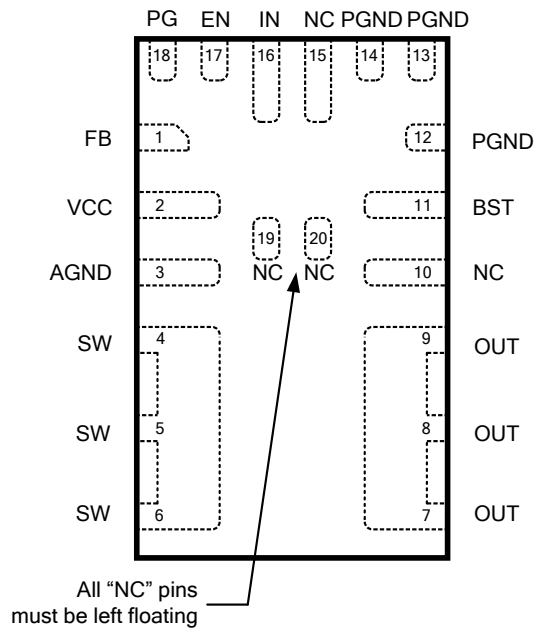 PG EN IN NC PGND PGND
18 17 16 15 14 13
FB 1 12 PGND
VCC 2 11 BST
19 20
AGND 3 NC NC 10 NC
SW 4 9 OUT
SW 5 8 OUT
SW 6 7 OUT
All “NC” pins
must be left floating